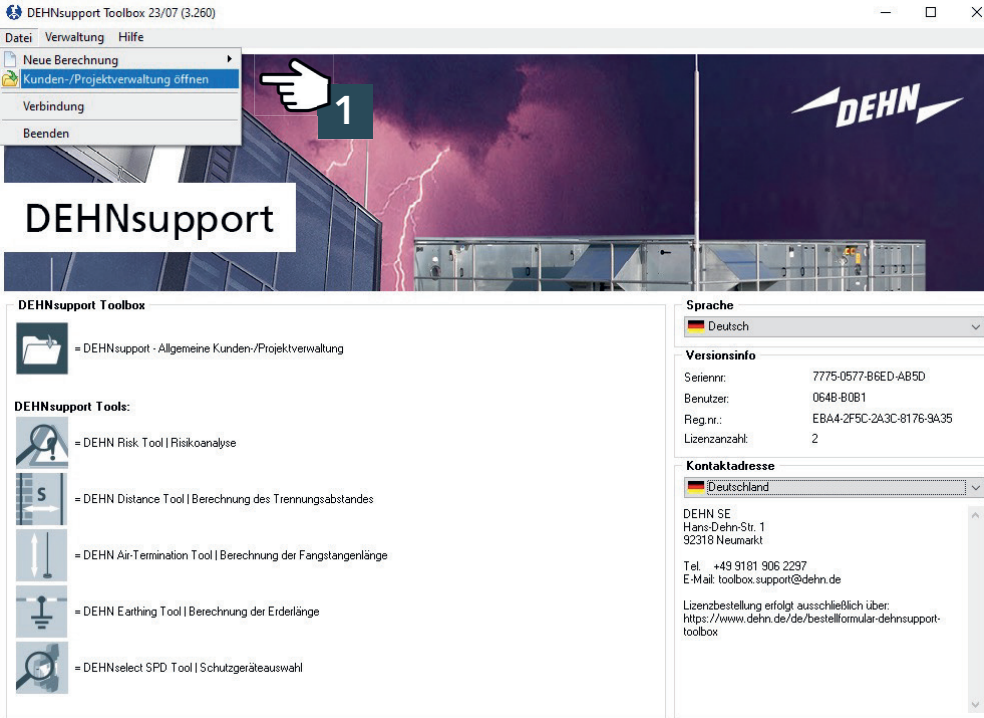 DEHNsupport Toolbox 23/07 (3.260)
Datei Verwaltung Hilfe
Neue Berechnung
Kunden-/Projektverwaltung öffnen
Verbindung
Beenden
1
DEHN
DEHNsupport
DEHNsupport Toolbox
= DEHNsupport - Allgemeine Kunden-/Projektverwaltung
DEHNsupport Tools:
= DEHN Risk Tool | Risikoanalyse
S
= DEHN Distance Tool | Berechnung des Trennungsabstandes
= DEHN Air-Termination Tool | Berechnung der Fangstangenlänge
= DEHN Earthing Tool | Berechnung der Erderlänge
= DEHNselect SPD Tool | Schutzgeräteauswahl
Sprache
Deutsch
Versionsinfo
Seriennr: 7775-0577-B6ED-AB5D
Benutzer: 064B-B0B1
Reg.nr.: EBA4-2F5C-2A3C-8176-9A35
Lizenzanzahl: 2
Kontaktadresse
Deutschland
DEHN SE
Hans-Dehn-Str. 1
92318 Neumarkt
Tel. +49 9181 906 2297
E-Mail: toolbox.support@dehn.de
Lizenzbestellung erfolgt ausschließlich über:
https://www.dehn.de/de/bestellformular-dehnsupport-
toolbox